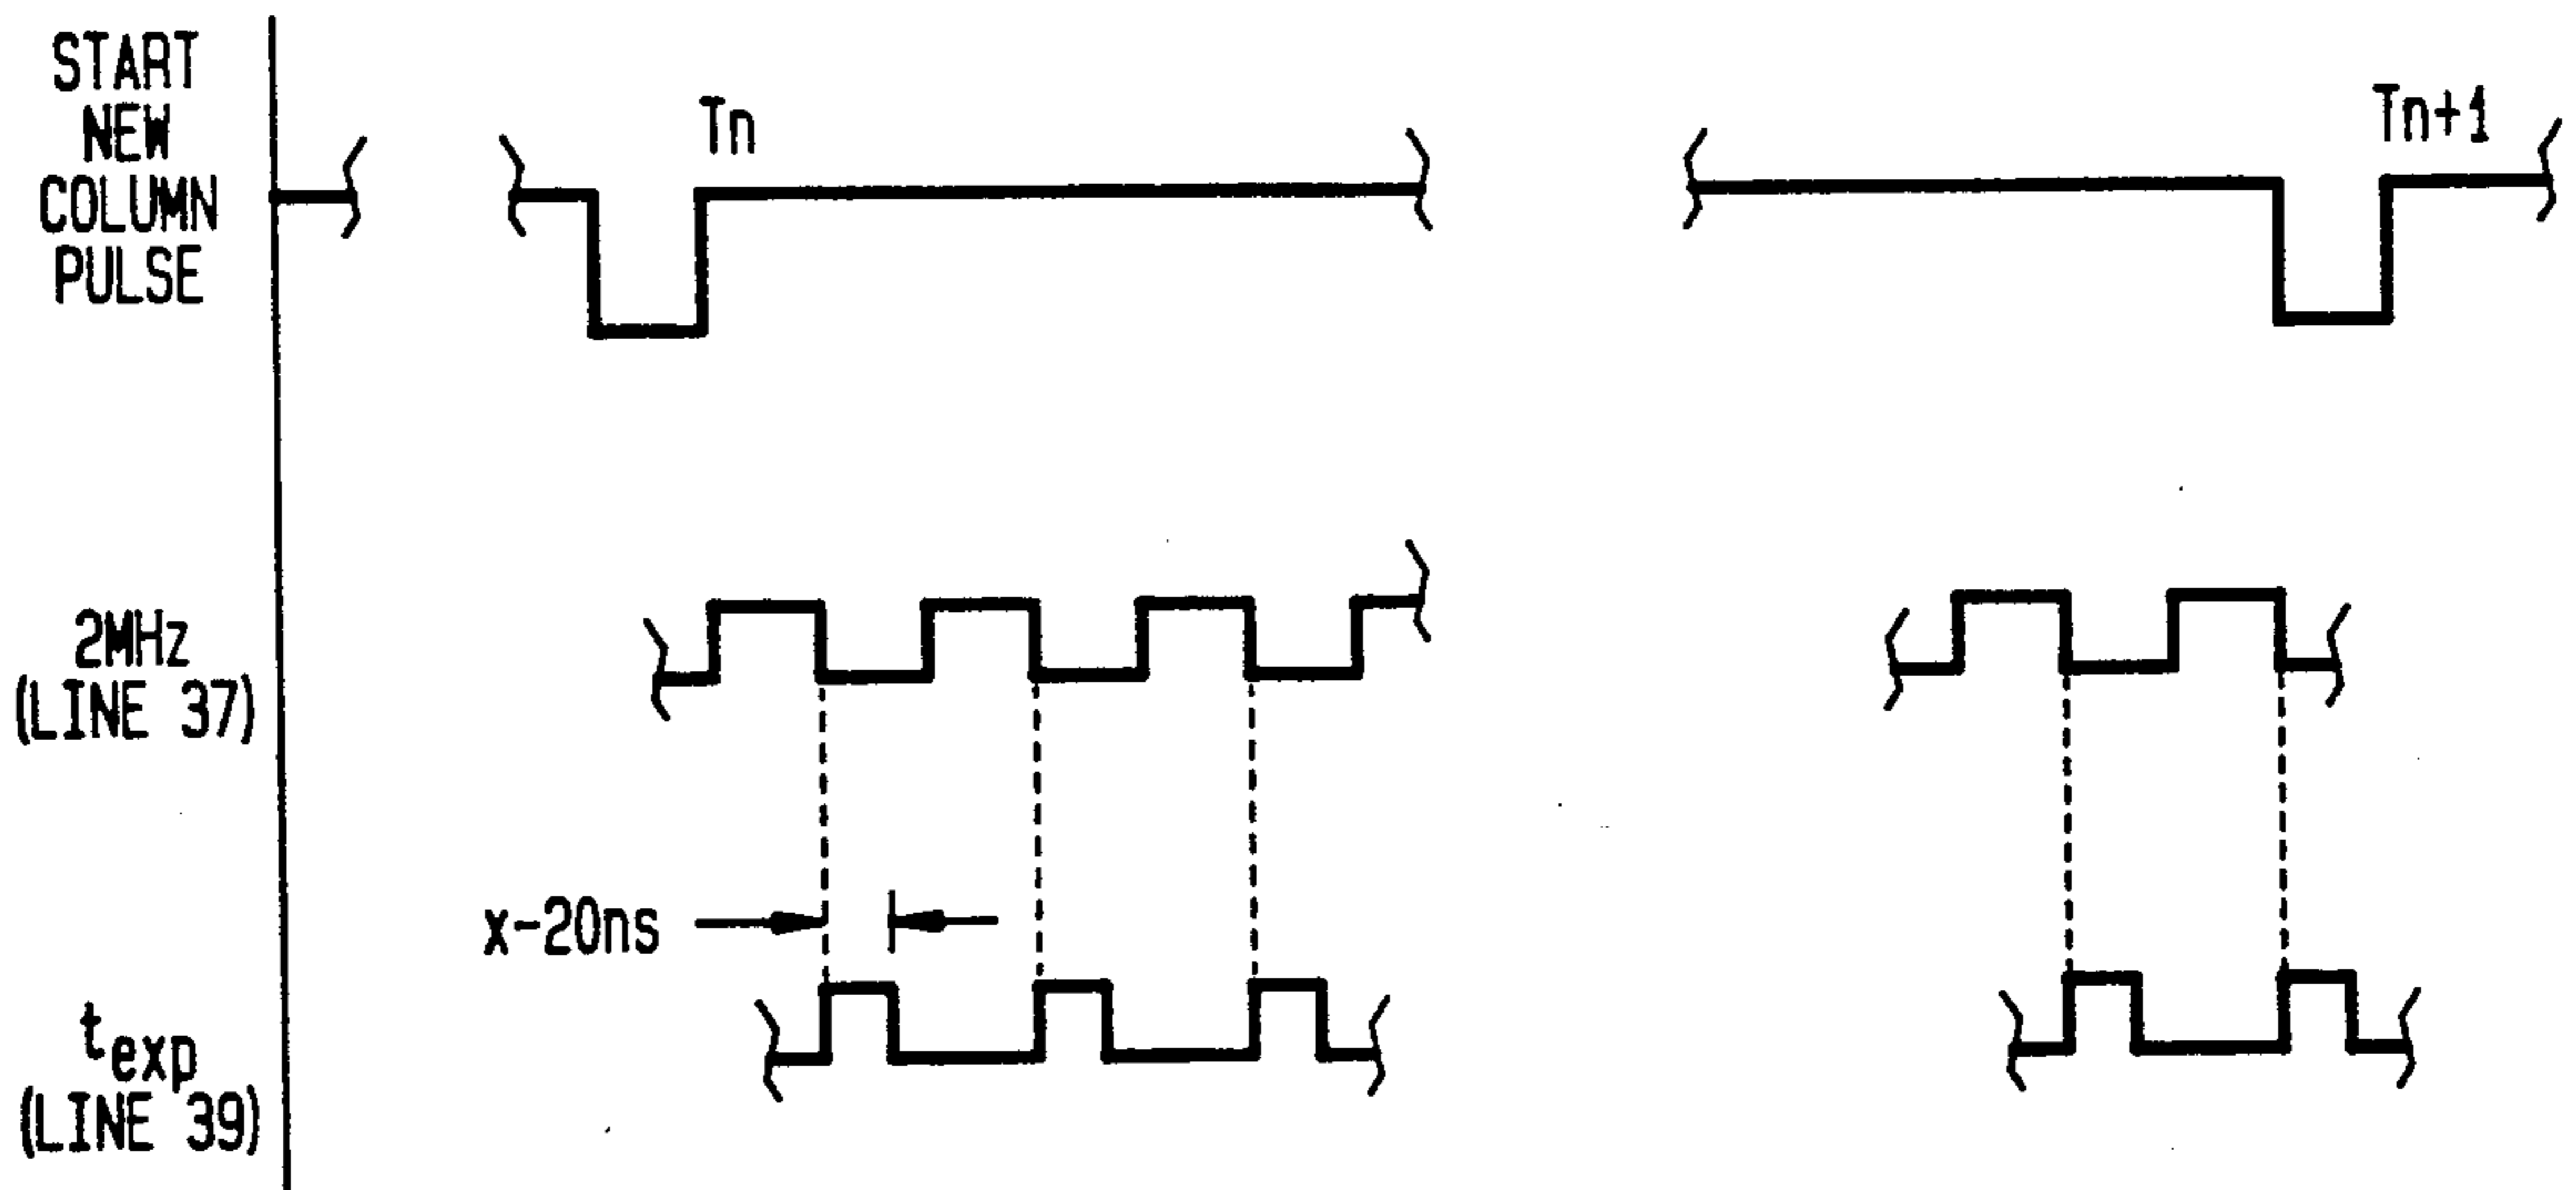 START
NEW
COLUMN
PULSE
Tn
Tn+1
2MHz
(LINE 37)
x-20ns
texp
(LINE 39)